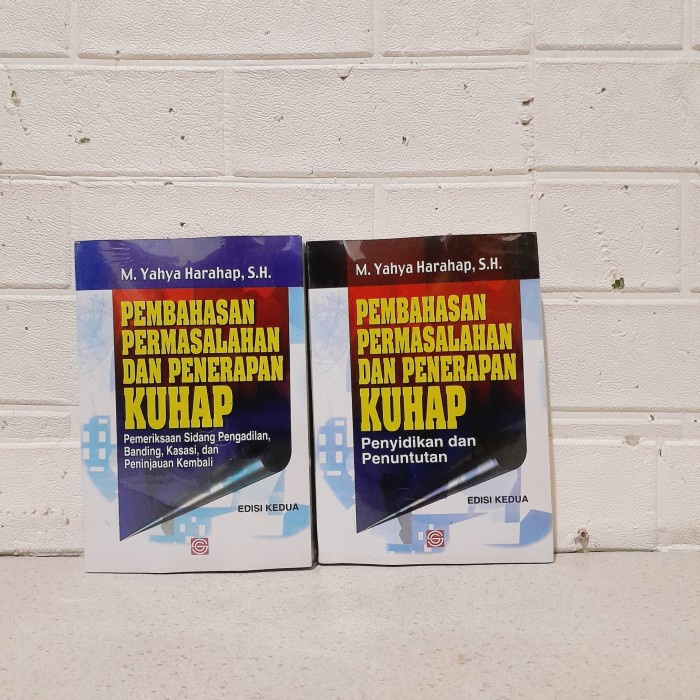 M. Yahya Harahap, S.H.
PEMBAHASAN
PERMASALAHAN
DAN PENERAPAN
KUHAP
Pemeriksaan Sidang Pengadilan,
Banding, Kasasi, dan
Peninjauan Kembali
EDISI KEDUA
M. Yahya Harahap, S.H.
PEMBAHASAN
PERMASALAHAN
DAN PENERAPAN
KUHAP
Penyidikan dan
Penuntutan
EDISI KEDUA